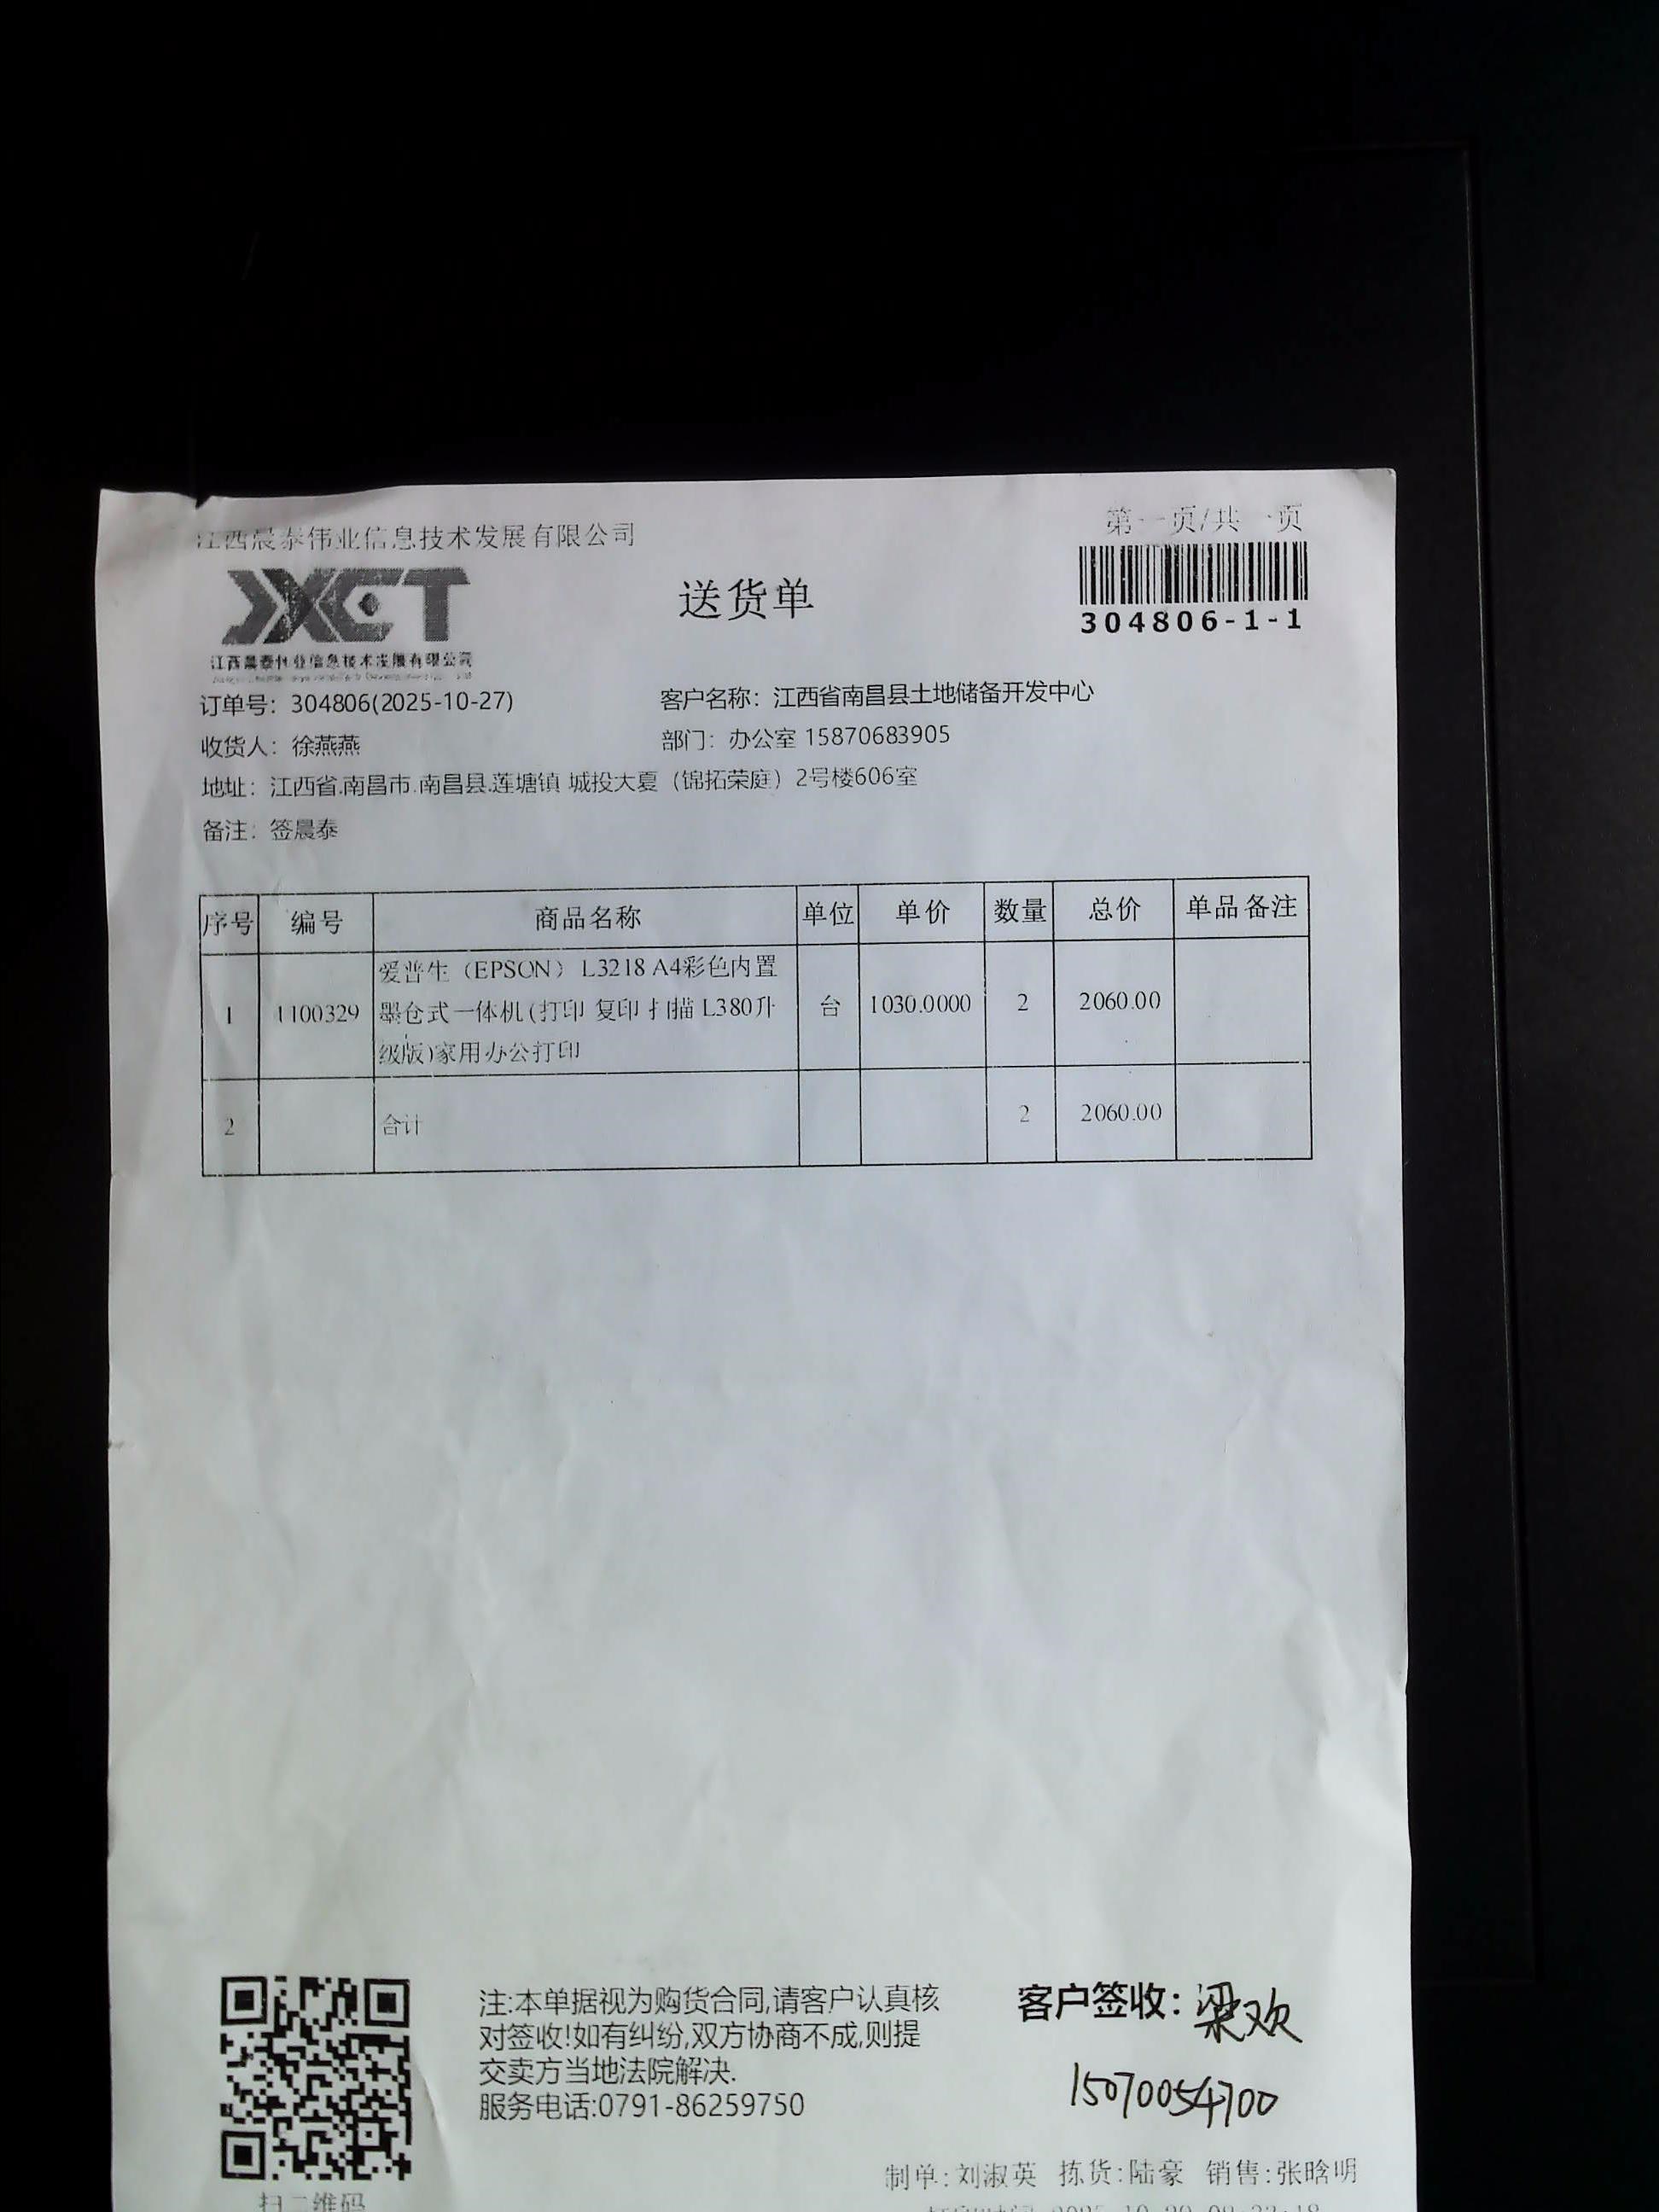 江西晨泰伟业信息技术发展有限公司
第一页/共一页
送货单
304806-1-1
JXCT
江西晨泰伟业信息技术发展有限公司
订单号: 304806(2025-10-27)
客户名称: 江西省南昌县土地储备开发中心
收货人: 徐燕燕
部门: 办公室 15870683905
地址: 江西省.南昌市.南昌县.莲塘镇 城投大夏（锦拓荣庭）2号楼606室
备注: 签晨泰
序号 编号 商品名称 单位 单价 数量 总价 单品备注
爱普生（EPSON） L3218 A4彩色内置
1 1100329 墨仓式一体机(打印 复印 扫描 L380升 台 1030.0000 2 2060.00
级版)家用办公打印
2 合计 2 2060.00
注:本单据视为购货合同,请客户认真核
对签收!如有纠纷,双方协商不成,则提
交卖方当地法院解决.
服务电话:0791-86259750
客户签收: 梁欢
15070054700
制单:刘淑英 拣货:陆豪 销售:张晗明
扫二维码